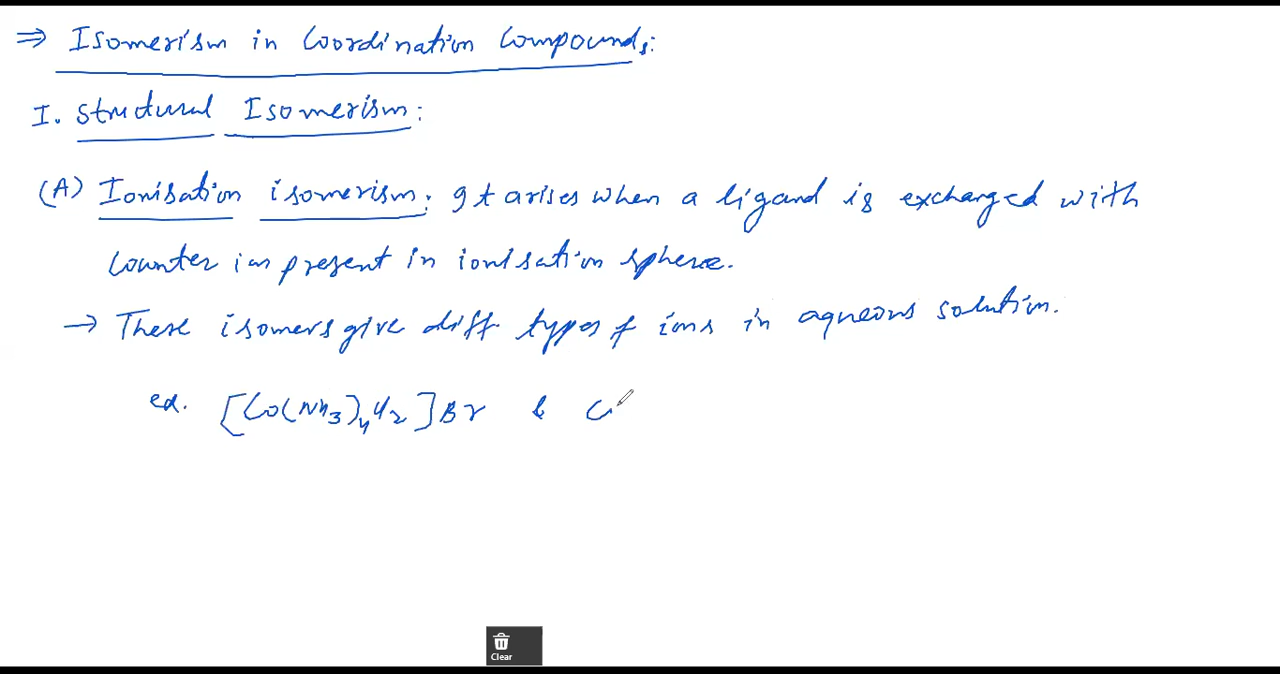 ⇒ Isomerism in Coordination Compounds:
I. Structural Isomerism:
(A) Ionisation isomerism: It arises when a ligand is exchanged with
counter ion present in ionisation sphere.
→ These isomers give diff. types of ions in aqueous solution.
ex. [Co(NH3)4Cl2]Br &
Clear